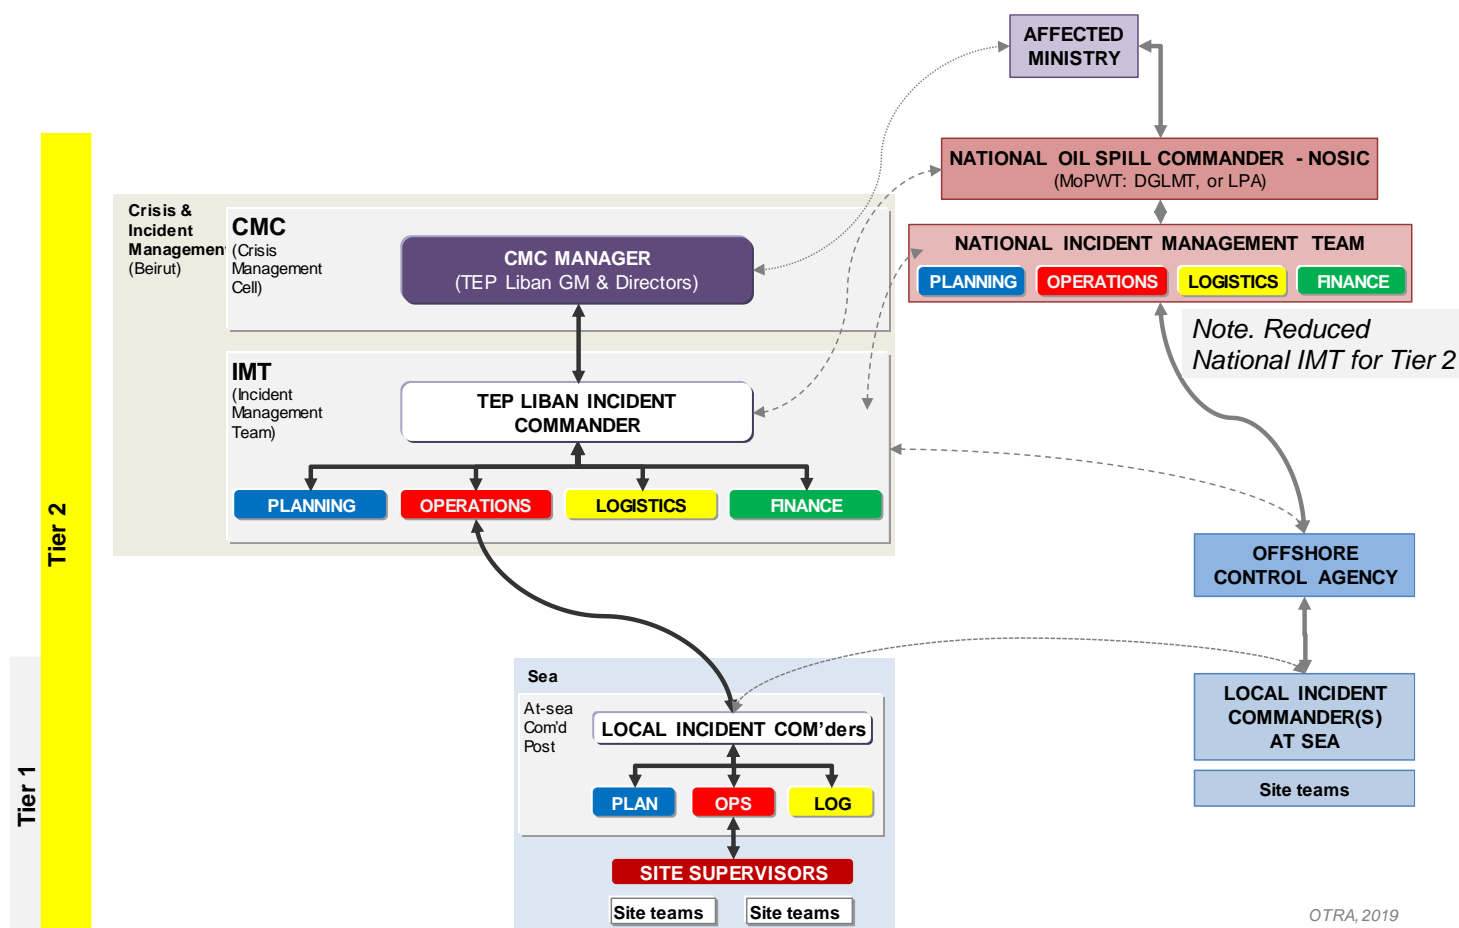 AFFECTED
MINISTRY
NATIONAL OIL SPILL COMMANDER - NOSIC
(MoPWT: DGLMT, or LPA)
NATIONAL INCIDENT MANAGEMENT TEAM
PLANNING
OPERATIONS
LOGISTICS
FINANCE
Note. Reduced
National IMT for Tier 2
Crisis &
Incident
Management
(Beirut)
CMC
(Crisis
Management
Cell)
CMC MANAGER
(TEP Liban GM & Directors)
IMT
(Incident
Management
Team)
TEP LIBAN INCIDENT
COMMANDER
PLANNING
OPERATIONS
LOGISTICS
FINANCE
Tier 2
OFFSHORE
CONTROL AGENCY
Sea
At-sea
Com'd
Post
LOCAL INCIDENT COM'ders
PLAN
OPS
LOG
SITE SUPERVISORS
Site teams
Site teams
LOCAL INCIDENT
COMMANDER(S)
AT SEA
Site teams
Tier 1
OTRA, 2019